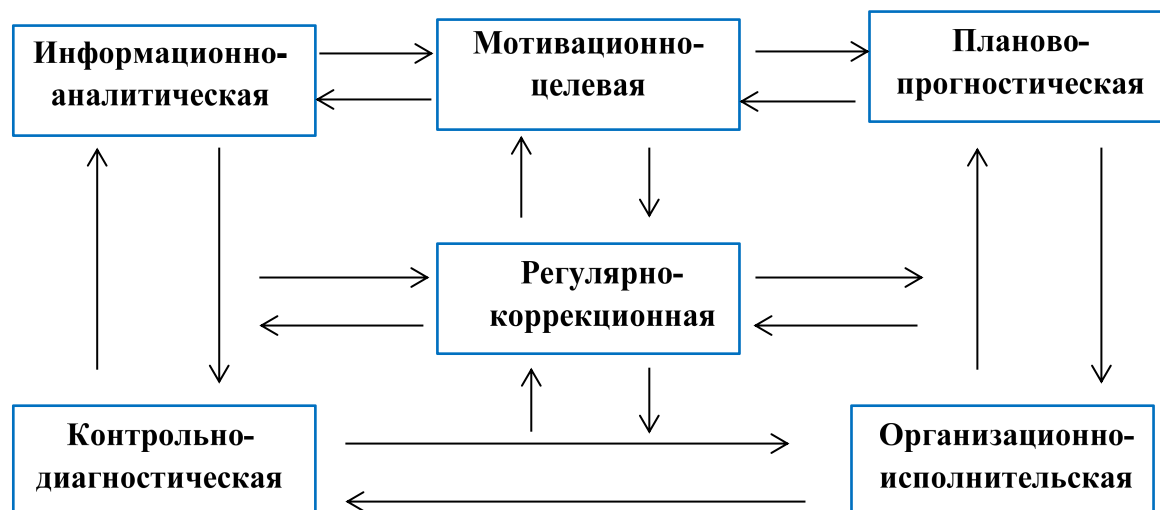 Информационно-
аналитическая
Мотивационно-
целевая
Планово-
прогностическая
Регулярно-
коррекционная
Контрольно-
диагностическая
Организационно-
исполнительская